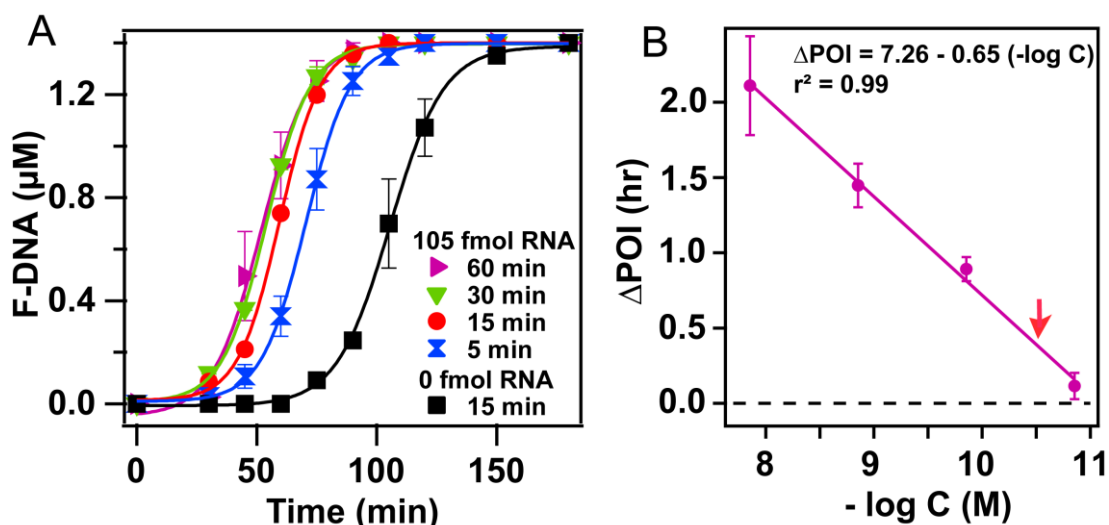 A
F-DNA (µM)
1.2
0.8
0.4
0.0
105 fmol RNA
60 min
30 min
15 min
5 min
0 fmol RNA
15 min
0
50
100
150
Time (min)
B
ΔPOI = 7.26 - 0.65 (-log C)
r² = 0.99
ΔPOI (hr)
2.0
1.5
1.0
0.5
0.0
8
9
10
11
- log C (M)